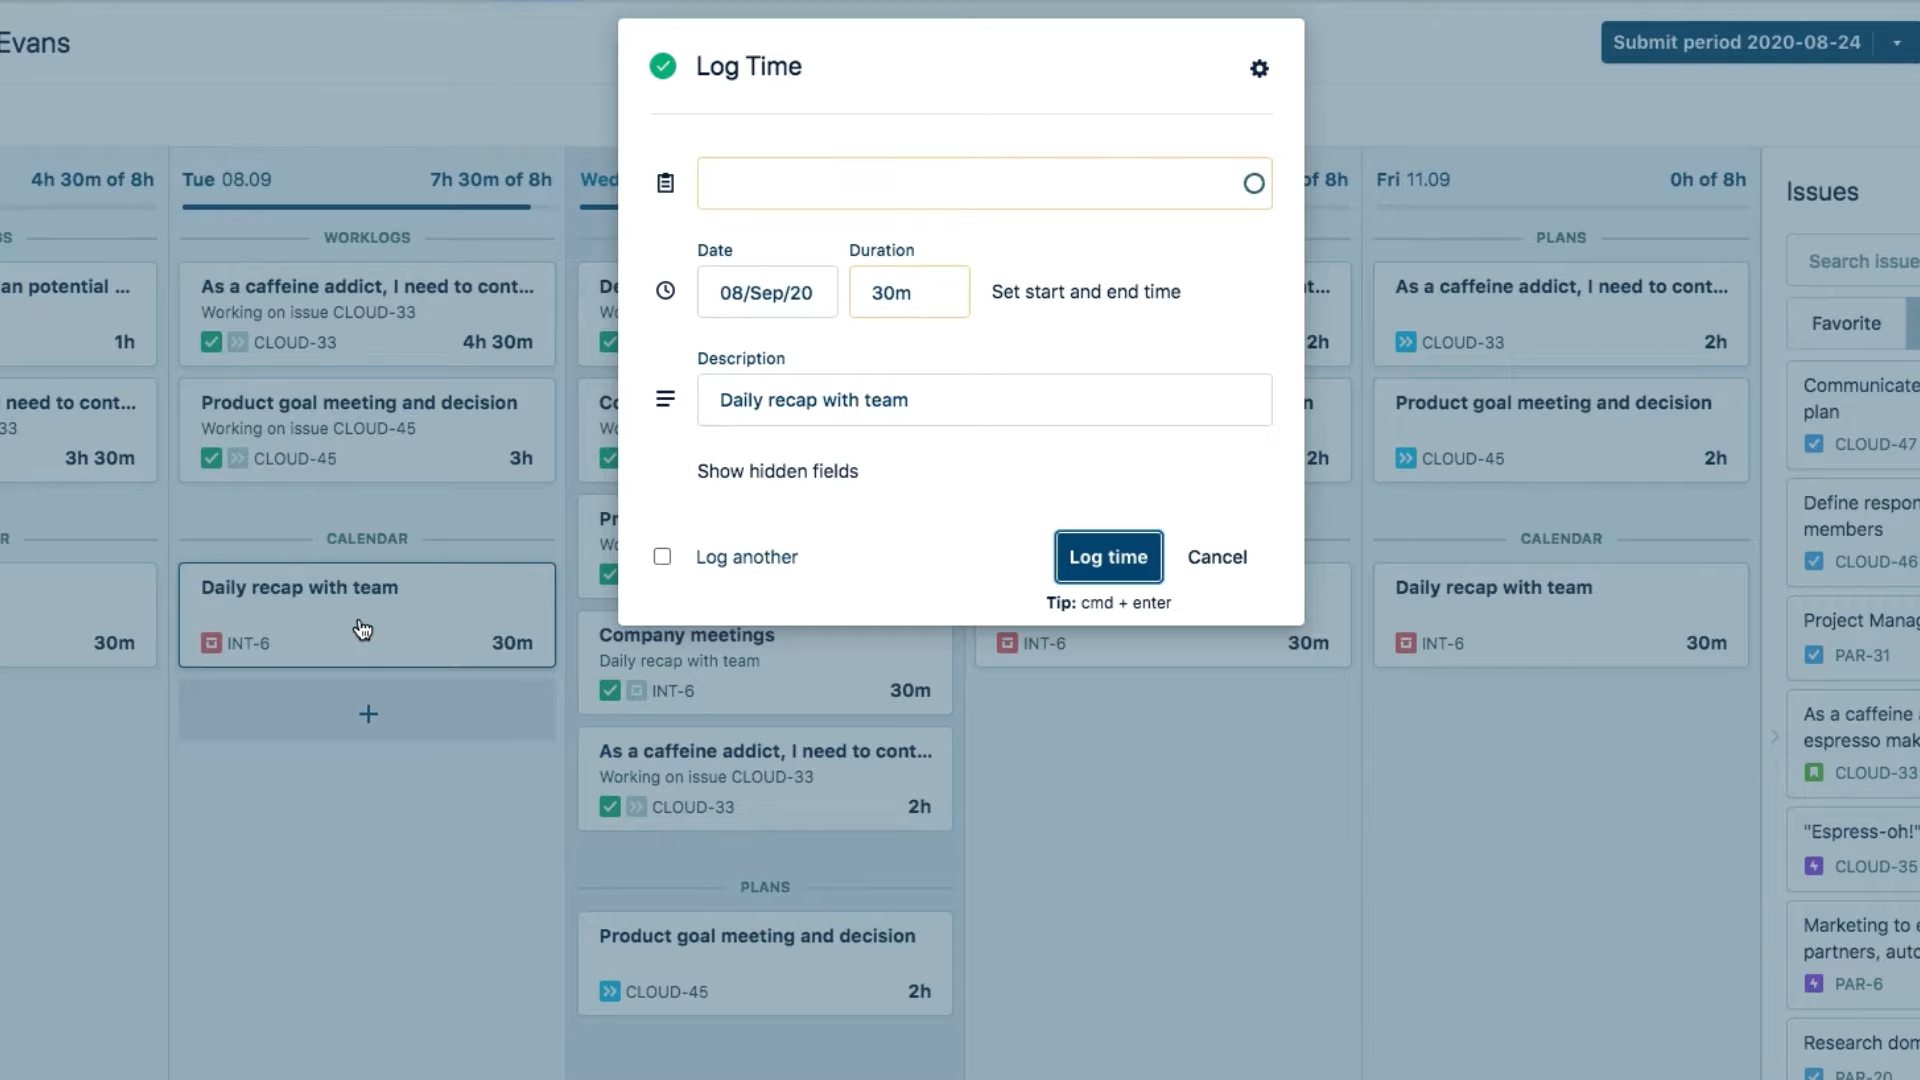 Evans
Submit period 2020-08-24
Log Time
Date
Duration
08/Sep/20
30m
Set start and end time
Description
Daily recap with team
Show hidden fields
Log another
Log time
Cancel
Tip: cmd + enter
4h 30m of 8h
an potential ...
1h
need to cont...
33
3h 30m
30m
Tue 08.09
7h 30m of 8h
WORKLOGS
As a caffeine addict, I need to cont...
Working on issue CLOUD-33
CLOUD-33
4h 30m
Product goal meeting and decision
Working on issue CLOUD-45
CLOUD-45
3h
CALENDAR
Daily recap with team
INT-6
30m
+
Wed
Company meetings
Daily recap with team
INT-6
30m
As a caffeine addict, I need to cont...
Working on issue CLOUD-33
CLOUD-33
2h
PLANS
Product goal meeting and decision
CLOUD-45
2h
of 8h
2h
2h
INT-6
30m
Fri 11.09
0h of 8h
PLANS
As a caffeine addict, I need to cont...
CLOUD-33
2h
Product goal meeting and decision
CLOUD-45
2h
CALENDAR
Daily recap with team
INT-6
30m
Issues
Search issue
Favorite
Communicate
plan
CLOUD-47
Define respon
members
CLOUD-46
Project Manag
PAR-31
As a caffeine
espresso mak
CLOUD-33
"Espress-oh!"
CLOUD-35
Marketing to e
partners, auto
PAR-6
Research dom
PAR-20